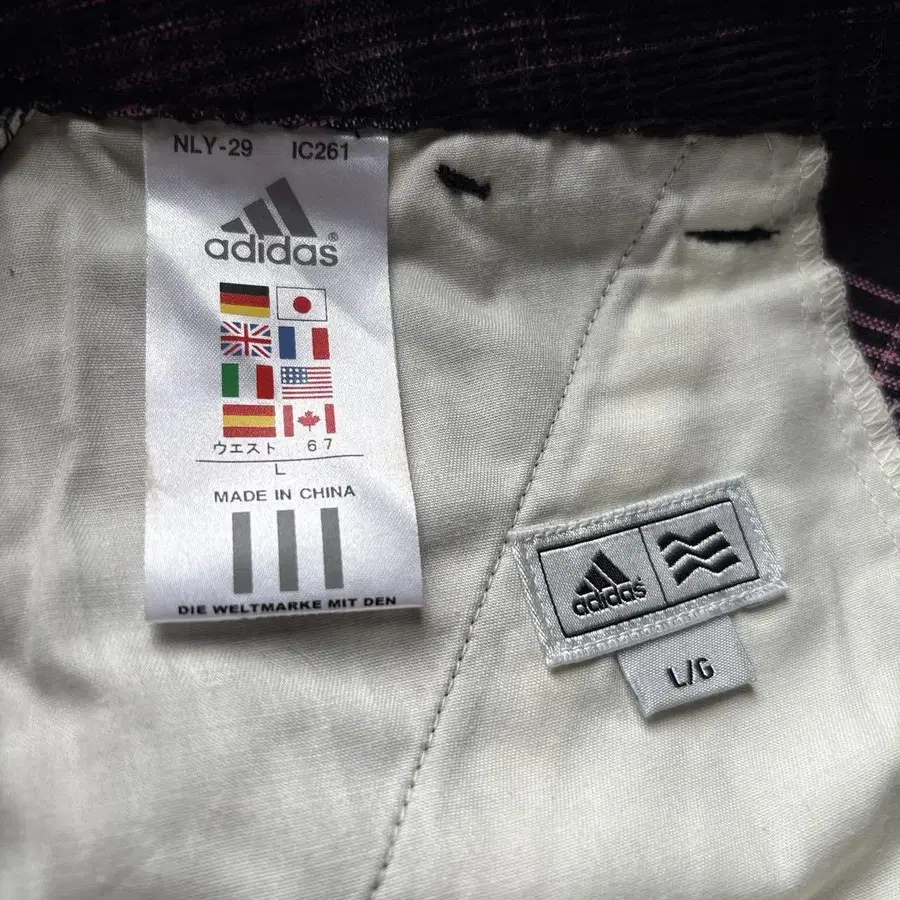 NLY-29 IC261
adidas®
ウエスト 67
L
MADE IN CHINA
DIE WELTMARKE MIT DEN
adidas
L/G